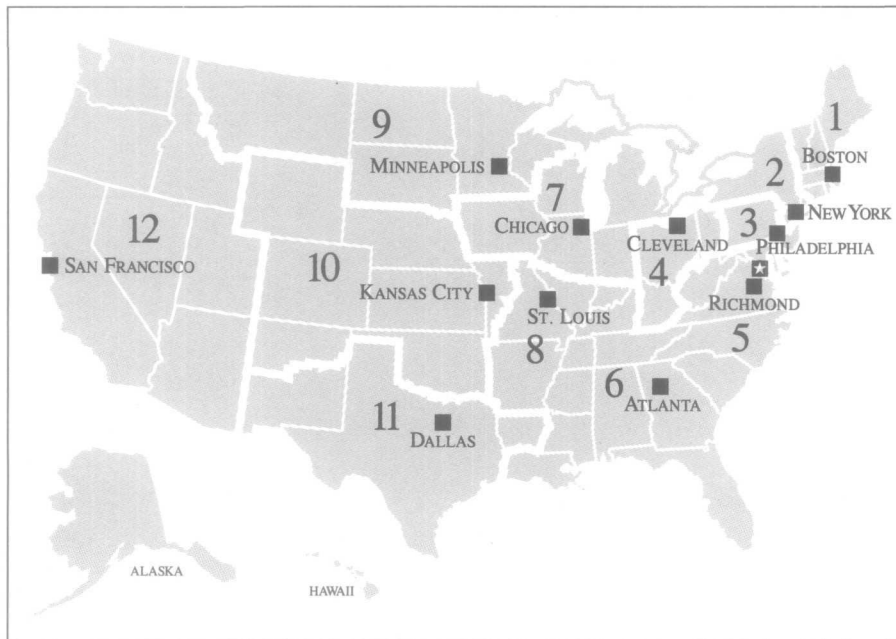 1
BOSTON
2
NEW YORK
3
PHILADELPHIA
CLEVELAND
4
RICHMOND
5
9
MINNEAPOLIS
7
CHICAGO
12
SAN FRANCISCO
10
KANSAS CITY
ST. LOUIS
8
6
ATLANTA
11
DALLAS
ALASKA
HAWAII